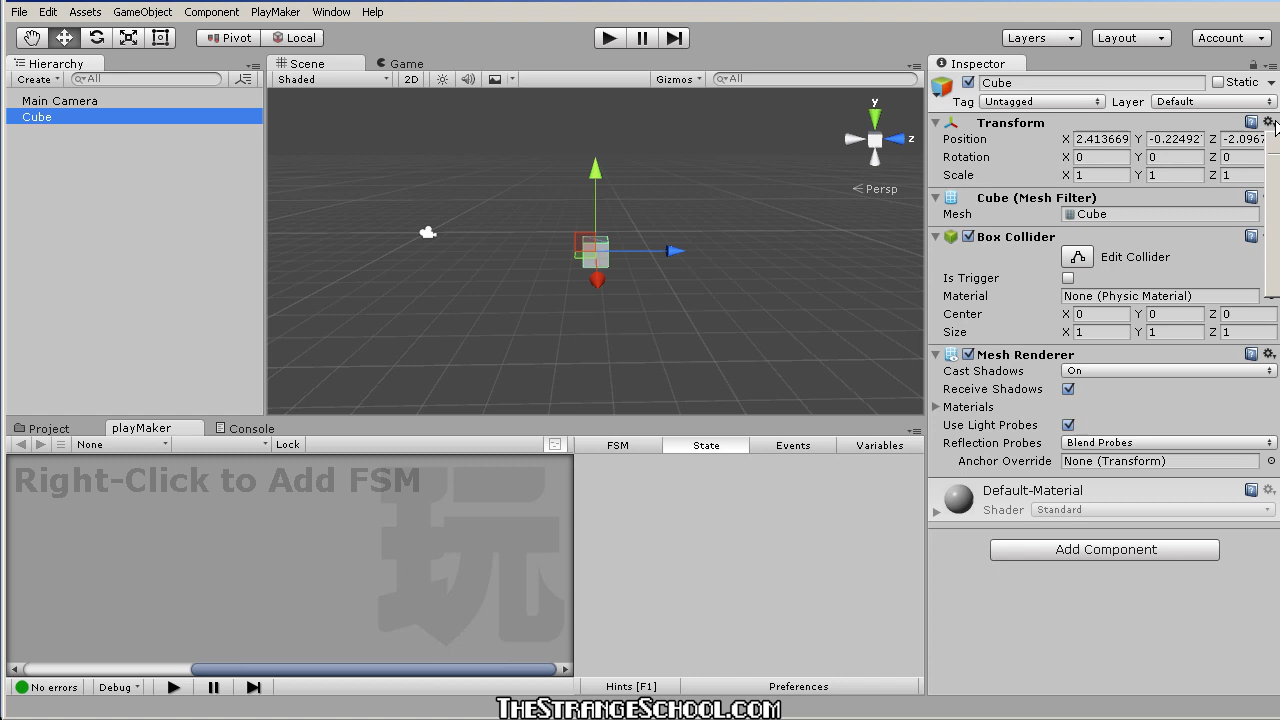 File Edit Assets GameObject Component PlayMaker Window Help
Pivot Local Layers Layout Account
Hierarchy
Create All
Main Camera
Cube
Scene Game
Shaded 2D Gizmos All
y
z
Persp
Inspector
Cube Static
Tag Untagged Layer Default
Transform
Position X 2.413669 Y -0.22492 Z -2.0967
Rotation X 0 Y 0 Z 0
Scale X 1 Y 1 Z 1
Cube (Mesh Filter)
Mesh Cube
Box Collider
Edit Collider
Is Trigger
Material None (Physic Material)
Center X 0 Y 0 Z 0
Size X 1 Y 1 Z 1
Mesh Renderer
Cast Shadows On
Receive Shadows
Materials
Use Light Probes
Reflection Probes Blend Probes
Anchor Override None (Transform)
Default-Material
Shader Standard
Add Component
Project playMaker Console
None Lock FSM State Events Variables
Right-Click to Add FSM
玩
No errors Debug Hints [F1] Preferences
THESTRANGESCHOOL.COM